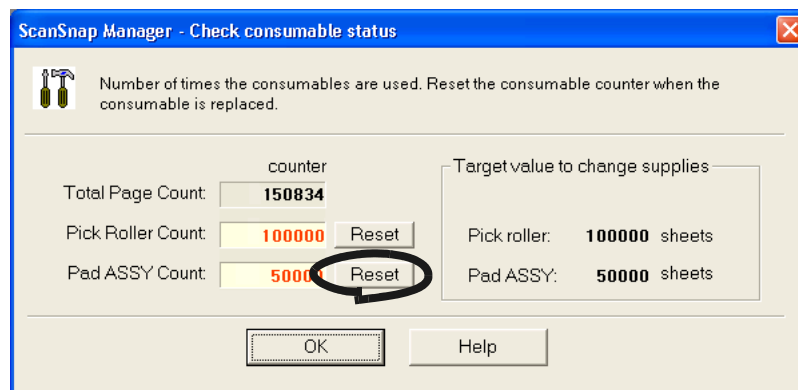 ScanSnap Manager - Check consumable status
Number of times the consumables are used. Reset the consumable counter when the
consumable is replaced.
counter
Target value to change supplies
Total Page Count: 150834
Pick Roller Count: 100000 Reset
Pick roller: 100000 sheets
Pad ASSY Count: 50000 Reset
Pad ASSY: 50000 sheets
OK
Help